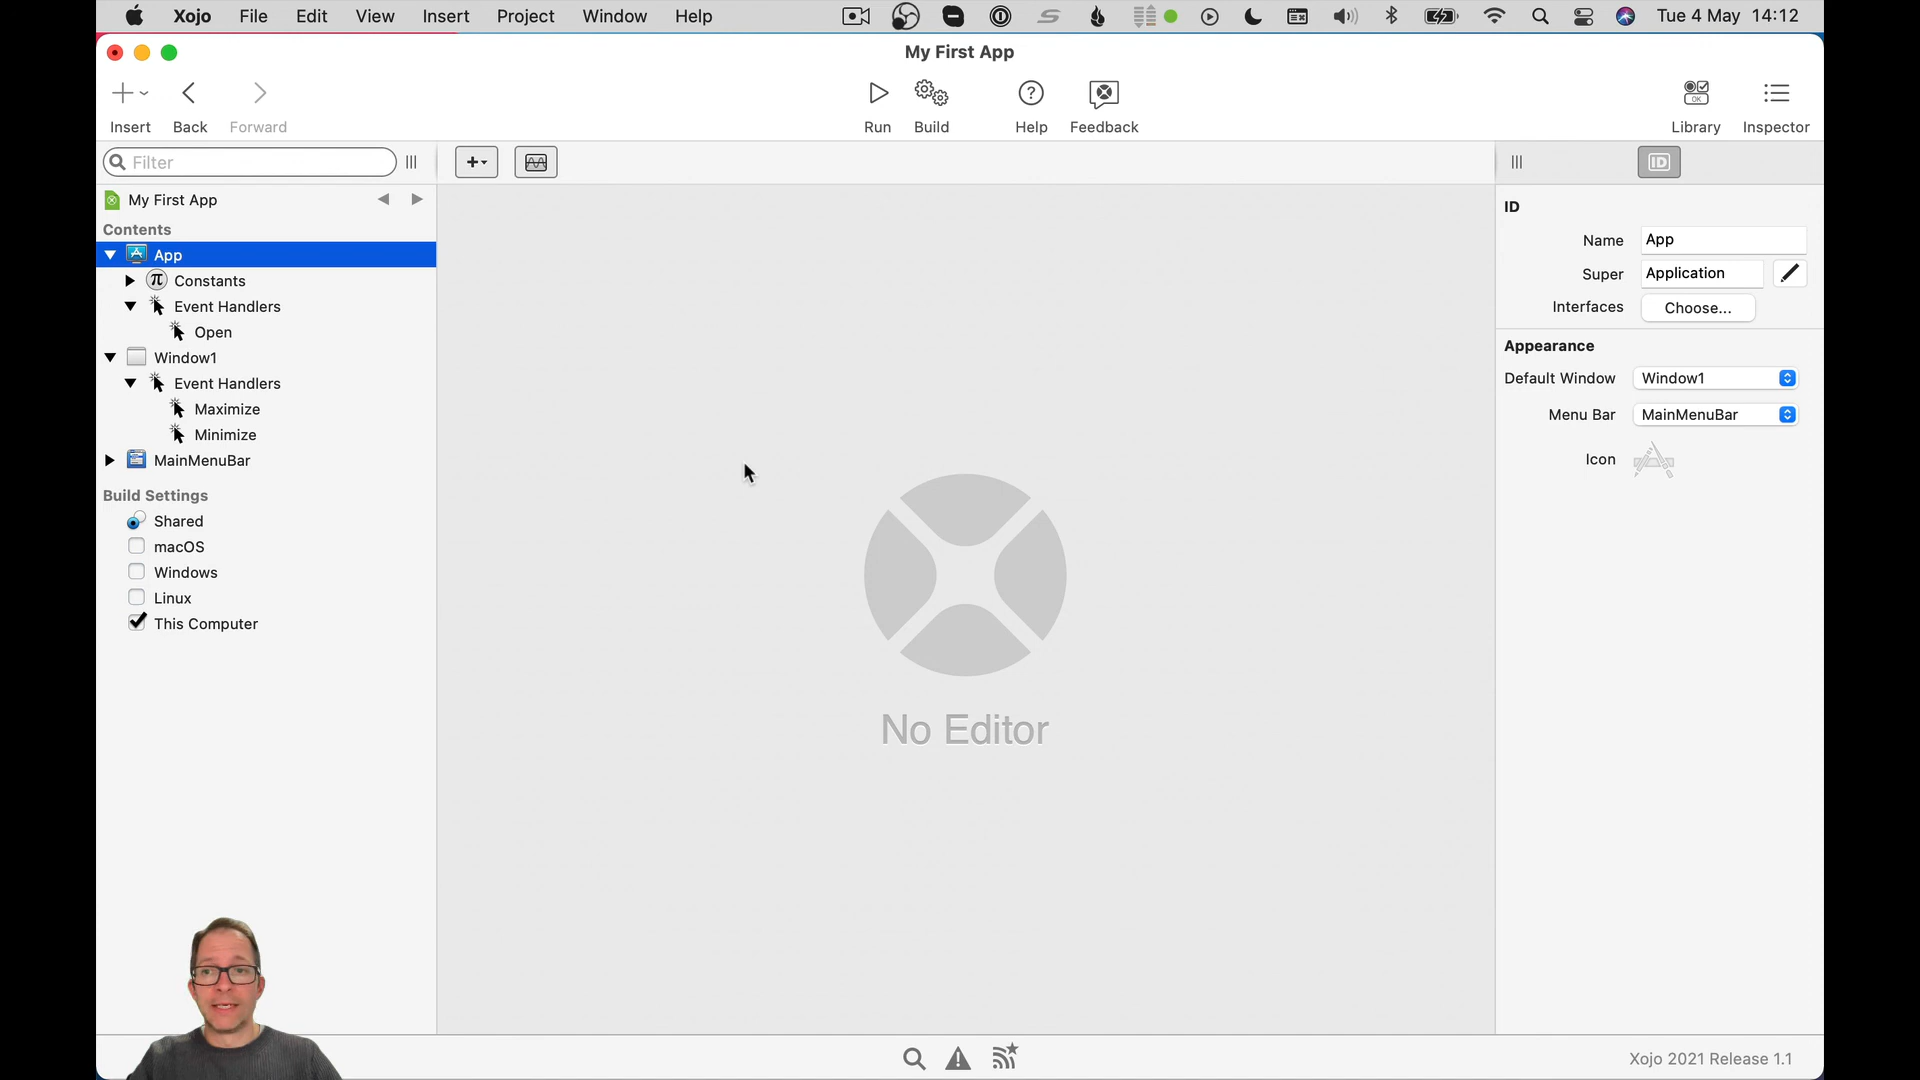 Xojo File Edit View Insert Project Window Help Tue 4 May 14:12
My First App
Insert Back Forward Run Build Help Feedback Library Inspector
Filter
ID
My First App
Contents
App
Constants
Event Handlers
Open
Window1
Event Handlers
Maximize
Minimize
MainMenuBar
Build Settings
Shared
macOS
Windows
Linux
This Computer
No Editor
ID
Name App
Super Application
Interfaces Choose...
Appearance
Default Window Window1
Menu Bar MainMenuBar
Icon
Xojo 2021 Release 1.1